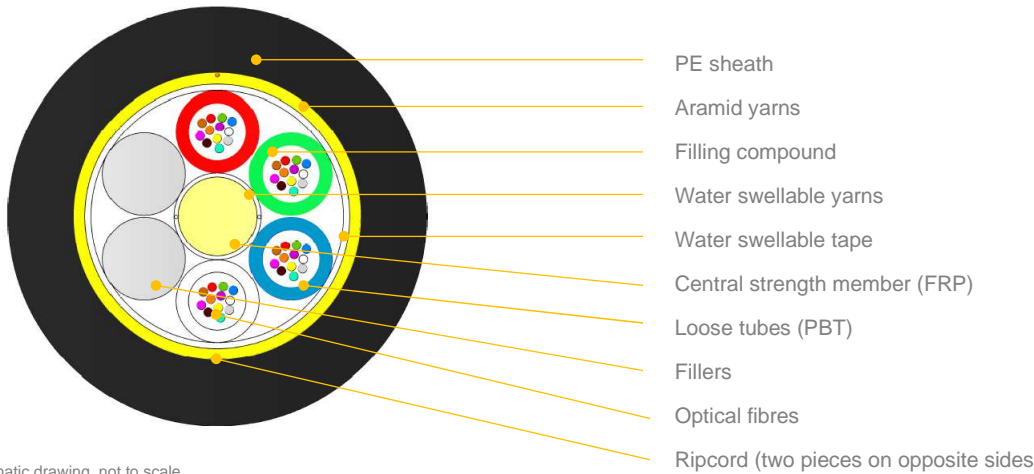 PE sheath
Aramid yarns
Filling compound
Water swellable yarns
Water swellable tape
Central strength member (FRP)
Loose tubes (PBT)
Fillers
Optical fibres
Ripcord (two pieces on opposite sides
drawing, not to scale